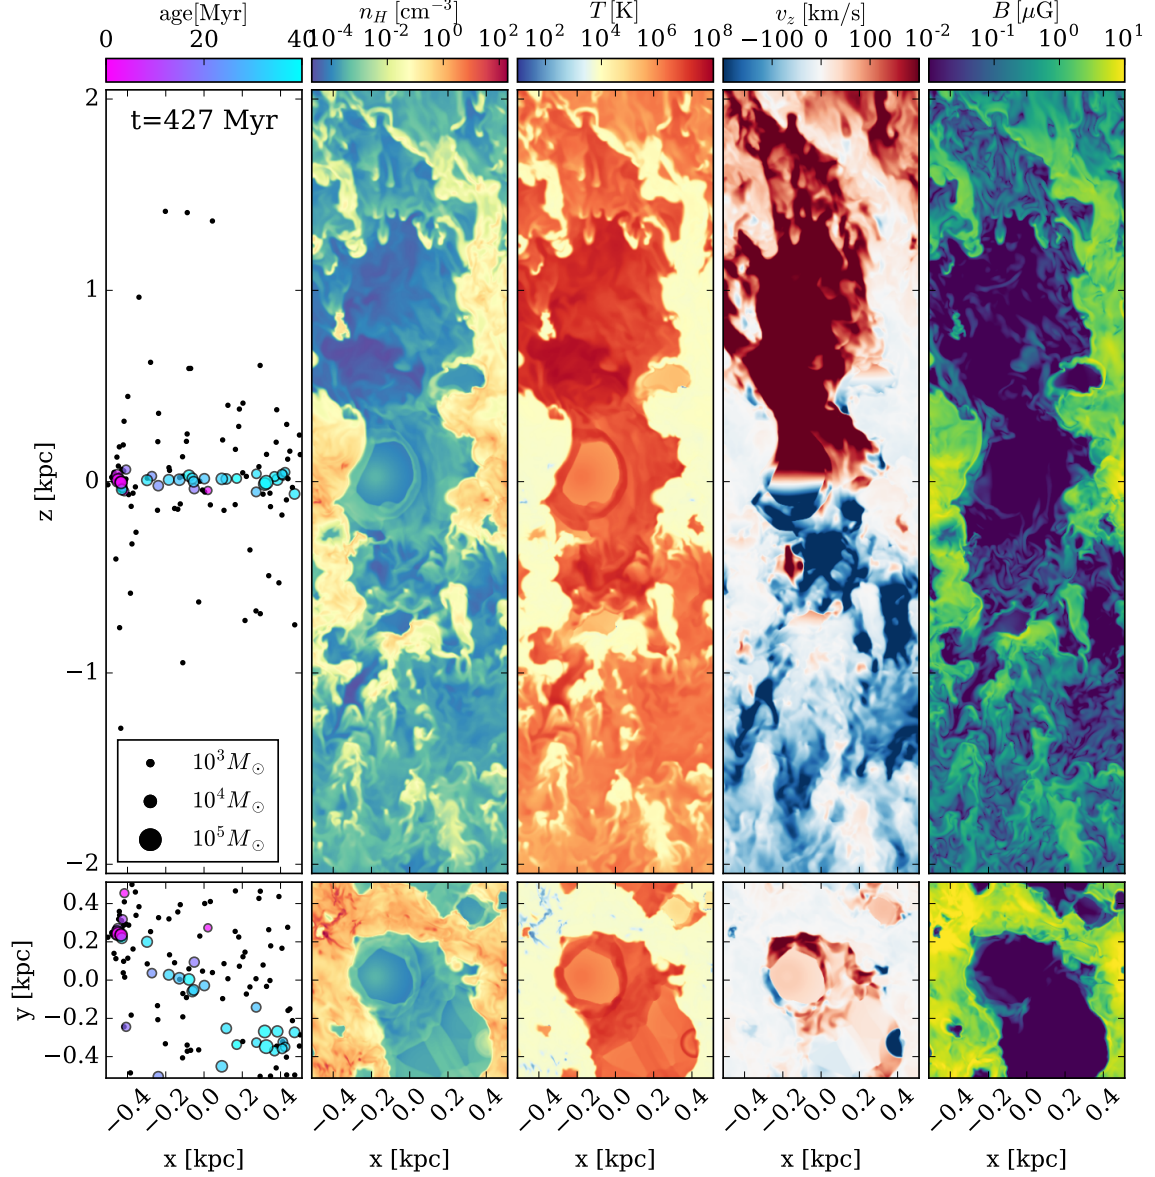 age[Myr] n_H [cm^{-3}] T [K] v_z [km/s] B [μG]
0 20 40 10^{-4} 10^{-2} 10^0 10^2 10^2 10^4 10^6 10^8 −100 0 100 10^{-2} 10^{-1} 10^0 10^1
2
t=427 Myr
1
z [kpc]
0
−1
10^3 M_⊙
10^4 M_⊙
10^5 M_⊙
−2
0.4
0.2
y [kpc]
0.0
−0.2
−0.4
−0.4 −0.2 0.0 0.2 0.4 −0.4 −0.2 0.0 0.2 0.4 −0.4 −0.2 0.0 0.2 0.4 −0.4 −0.2 0.0 0.2 0.4 −0.4 −0.2 0.0 0.2 0.4
x [kpc] x [kpc] x [kpc] x [kpc] x [kpc]